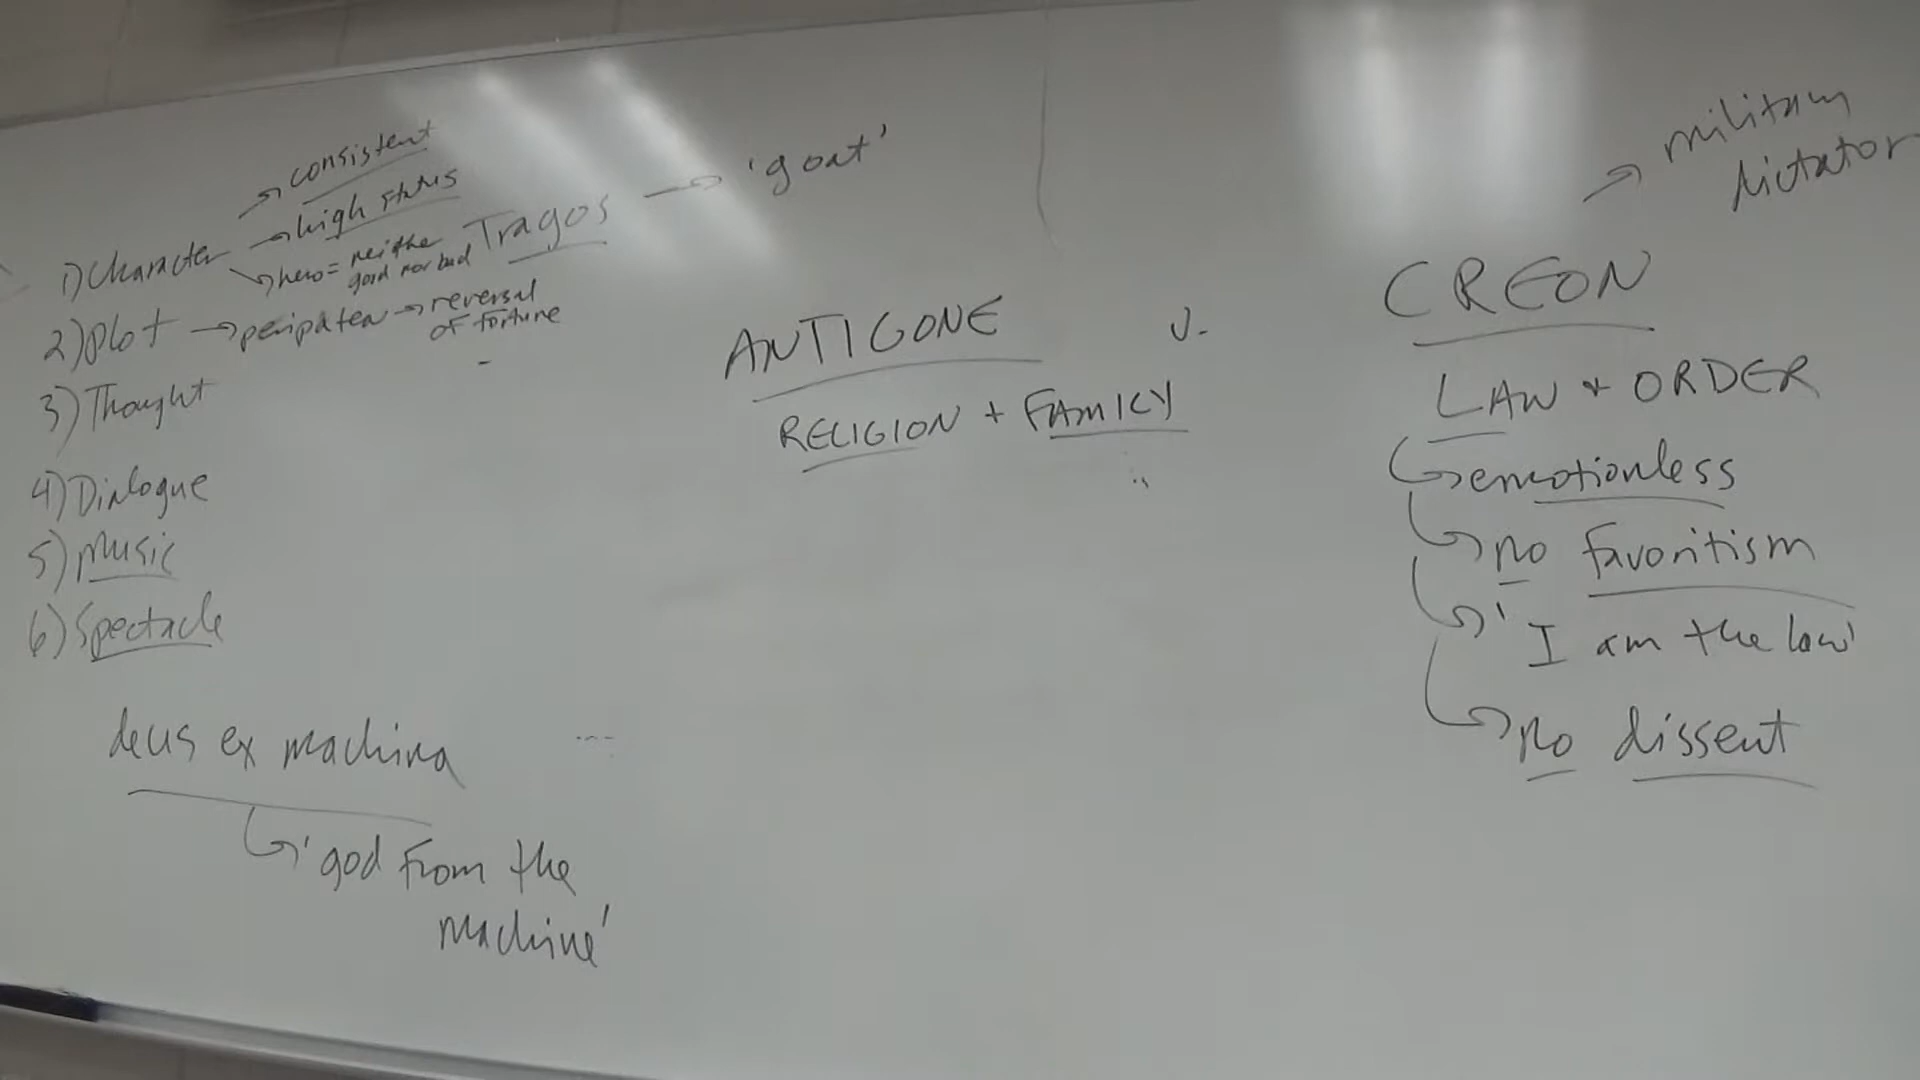 → consistent
1) Character → high status
→ hero = neither
good nor bad
Tragos → 'goat'
2) Plot → peripatea → reversal
of fortune
3) Thought
4) Dialogue
5) Music
6) Spectacle
deus ex machina
→ 'god from the
machine'
ANTIGONE v. CREON → military
dictator
RELIGION + FAMILY
LAW + ORDER
→ emotionless
→ no favoritism
→ 'I am the law'
→ no dissent